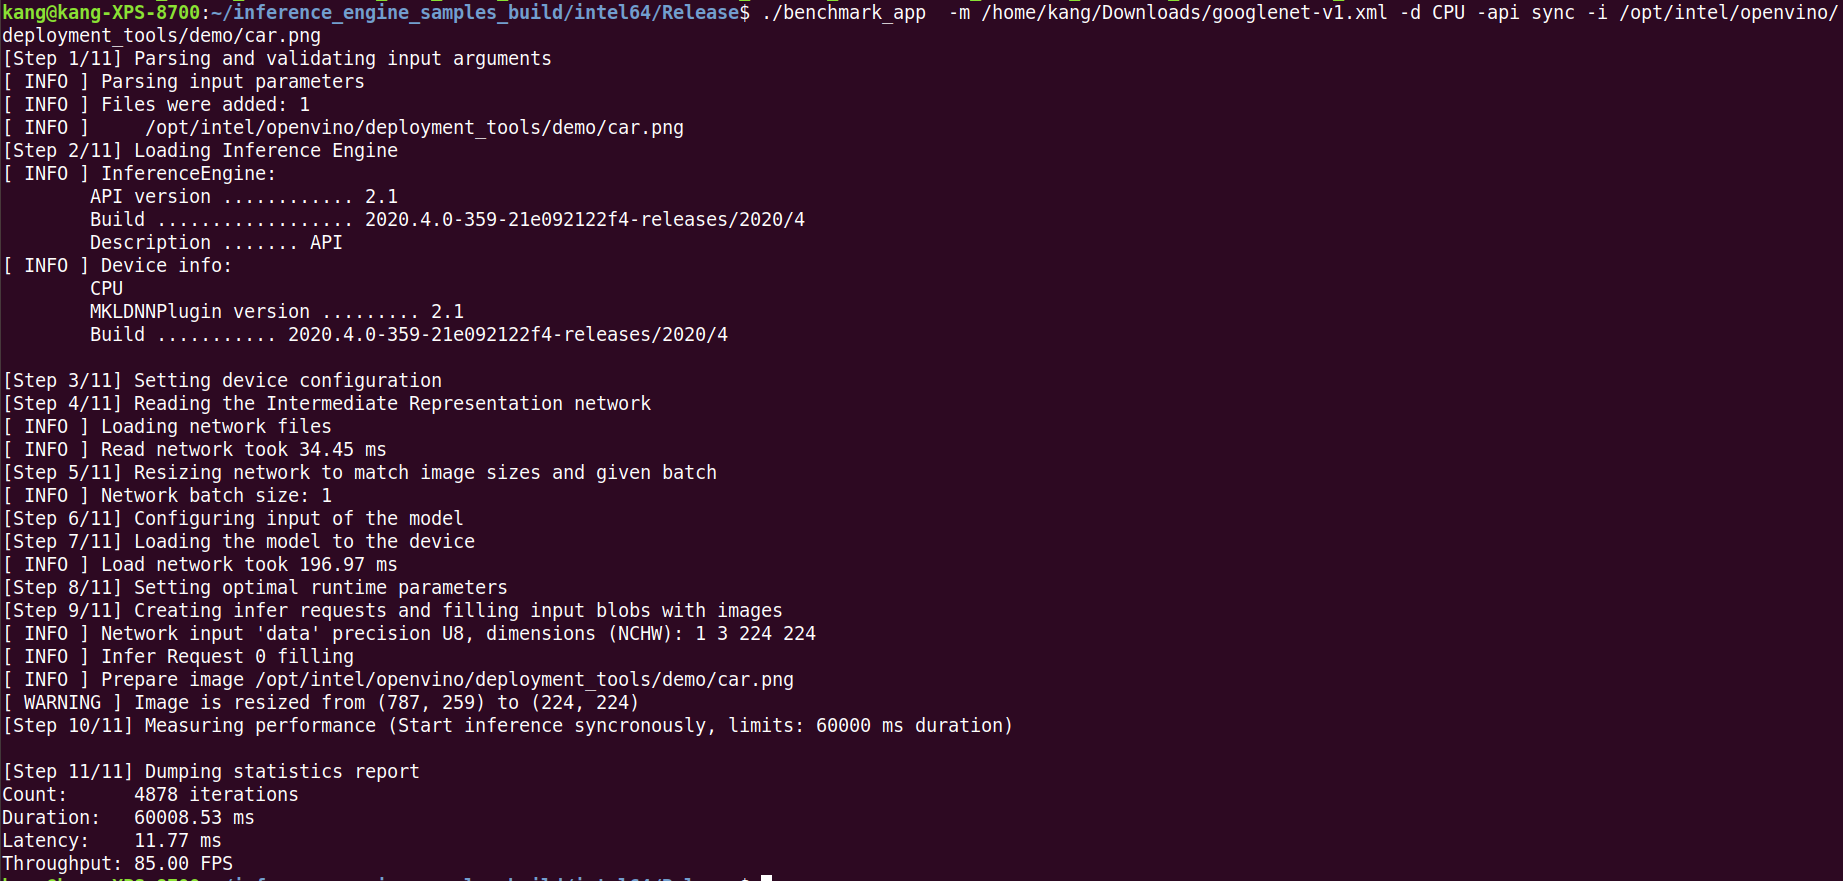 kang@kang-XPS-8700:~/inference_engine_samples_build/intel64/Release$ ./benchmark_app  -m /home/kang/Downloads/googlenet-v1.xml -d CPU -api sync -i /opt/intel/openvino/
deployment_tools/demo/car.png
[Step 1/11] Parsing and validating input arguments
[ INFO ] Parsing input parameters
[ INFO ] Files were added: 1
[ INFO ]     /opt/intel/openvino/deployment_tools/demo/car.png
[Step 2/11] Loading Inference Engine
[ INFO ] InferenceEngine:
        API version ............ 2.1
        Build .................. 2020.4.0-359-21e092122f4-releases/2020/4
        Description ....... API
[ INFO ] Device info:
        CPU
        MKLDNNPlugin version ......... 2.1
        Build ........... 2020.4.0-359-21e092122f4-releases/2020/4
[Step 3/11] Setting device configuration
[Step 4/11] Reading the Intermediate Representation network
[ INFO ] Loading network files
[ INFO ] Read network took 34.45 ms
[Step 5/11] Resizing network to match image sizes and given batch
[ INFO ] Network batch size: 1
[Step 6/11] Configuring input of the model
[Step 7/11] Loading the model to the device
[ INFO ] Load network took 196.97 ms
[Step 8/11] Setting optimal runtime parameters
[Step 9/11] Creating infer requests and filling input blobs with images
[ INFO ] Network input 'data' precision U8, dimensions (NCHW): 1 3 224 224
[ INFO ] Infer Request 0 filling
[ INFO ] Prepare image /opt/intel/openvino/deployment_tools/demo/car.png
[ WARNING ] Image is resized from (787, 259) to (224, 224)
[Step 10/11] Measuring performance (Start inference syncronously, limits: 60000 ms duration)
[Step 11/11] Dumping statistics report
Count:      4878 iterations
Duration:   60008.53 ms
Latency:    11.77 ms
Throughput: 85.00 FPS